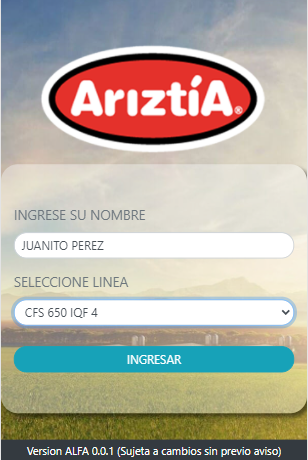 AriztíA®
INGRESE SU NOMBRE
JUANITO PEREZ
SELECCIONE LINEA
CFS 650 IQF 4
INGRESAR
Version ALFA 0.0.1 (Sujeta a cambios sin previo aviso)